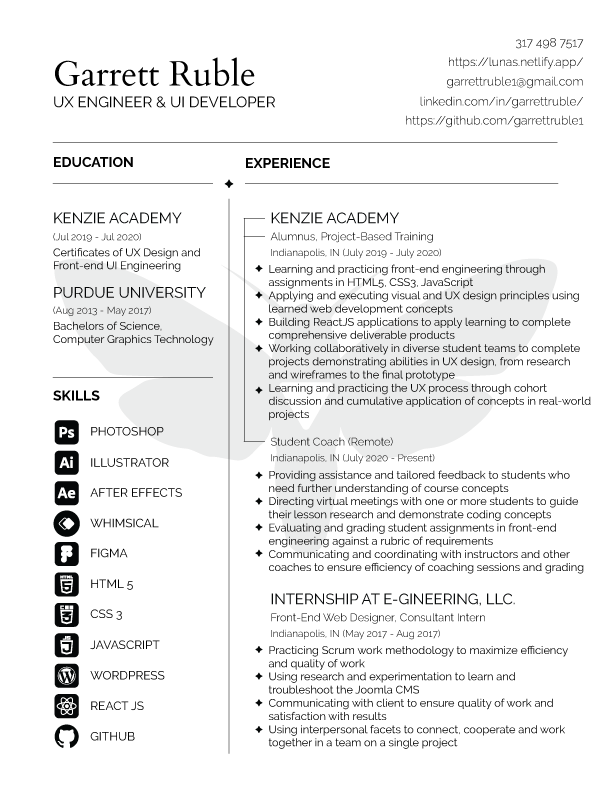 Garrett Ruble
UX ENGINEER & UI DEVELOPER
317 498 7517
https://lunas.netlify.app/
garrettruble1@gmail.com
linkedin.com/in/garrettruble/
https://github.com/garrettruble1
EDUCATION
KENZIE ACADEMY
(Jul 2019 - Jul 2020)
Certificates of UX Design and
Front-end UI Engineering
PURDUE UNIVERSITY
(Aug 2013 - May 2017)
Bachelors of Science,
Computer Graphics Technology
SKILLS
Ps PHOTOSHOP
Ai ILLUSTRATOR
Ae AFTER EFFECTS
WHIMSICAL
FIGMA
HTML 5
CSS 3
JAVASCRIPT
WORDPRESS
REACT JS
GITHUB
EXPERIENCE
KENZIE ACADEMY
Alumnus, Project-Based Training
Indianapolis, IN (July 2019 - July 2020)
Learning and practicing front-end engineering through
assignments in HTML5, CSS3, JavaScript
Applying and executing visual and UX design principles using
learned web development concepts
Building ReactJS applications to apply learning to complete
comprehensive deliverable products
Working collaboratively in diverse student teams to complete
projects demonstrating abilities in UX design, from research
and wireframes to the final prototype
Learning and practicing the UX process through cohort
discussion and cumulative application of concepts in real-world
projects
Student Coach (Remote)
Indianapolis, IN (July 2020 - Present)
Providing assistance and tailored feedback to students who
need further understanding of course concepts
Directing virtual meetings with one or more students to guide
their lesson research and demonstrate coding concepts
Evaluating and grading student assignments in front-end
engineering against a rubric of requirements
Communicating and coordinating with instructors and other
coaches to ensure efficiency of coaching sessions and grading
INTERNSHIP AT E-GINEERING, LLC.
Front-End Web Designer, Consultant Intern
Indianapolis, IN (May 2017 - Aug 2017)
Practicing Scrum work methodology to maximize efficiency
and quality of work
Using research and experimentation to learn and
troubleshoot the Joomla CMS
Communicating with client to ensure quality of work and
satisfaction with results
Using interpersonal facets to connect, cooperate and work
together in a team on a single project